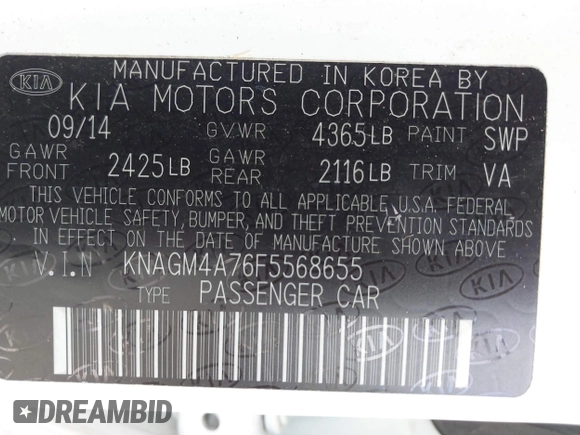 MANUFACTURED IN KOREA BY
KIA KIA MOTORS CORPORATION
09/14 GVWR 4365LB PAINT SWP
GAWR FRONT 2425LB GAWR REAR 2116LB TRIM VA
THIS VEHICLE CONFORMS TO ALL APPLICABLE U.S.A. FEDERAL
MOTOR VEHICLE SAFETY, BUMPER, AND THEFT PREVENTION STANDARDS
IN EFFECT ON THE DATE OF MANUFACTURE SHOWN ABOVE
V.I.N KNAGM4A76F5568655
TYPE PASSENGER CAR
DREAMBID